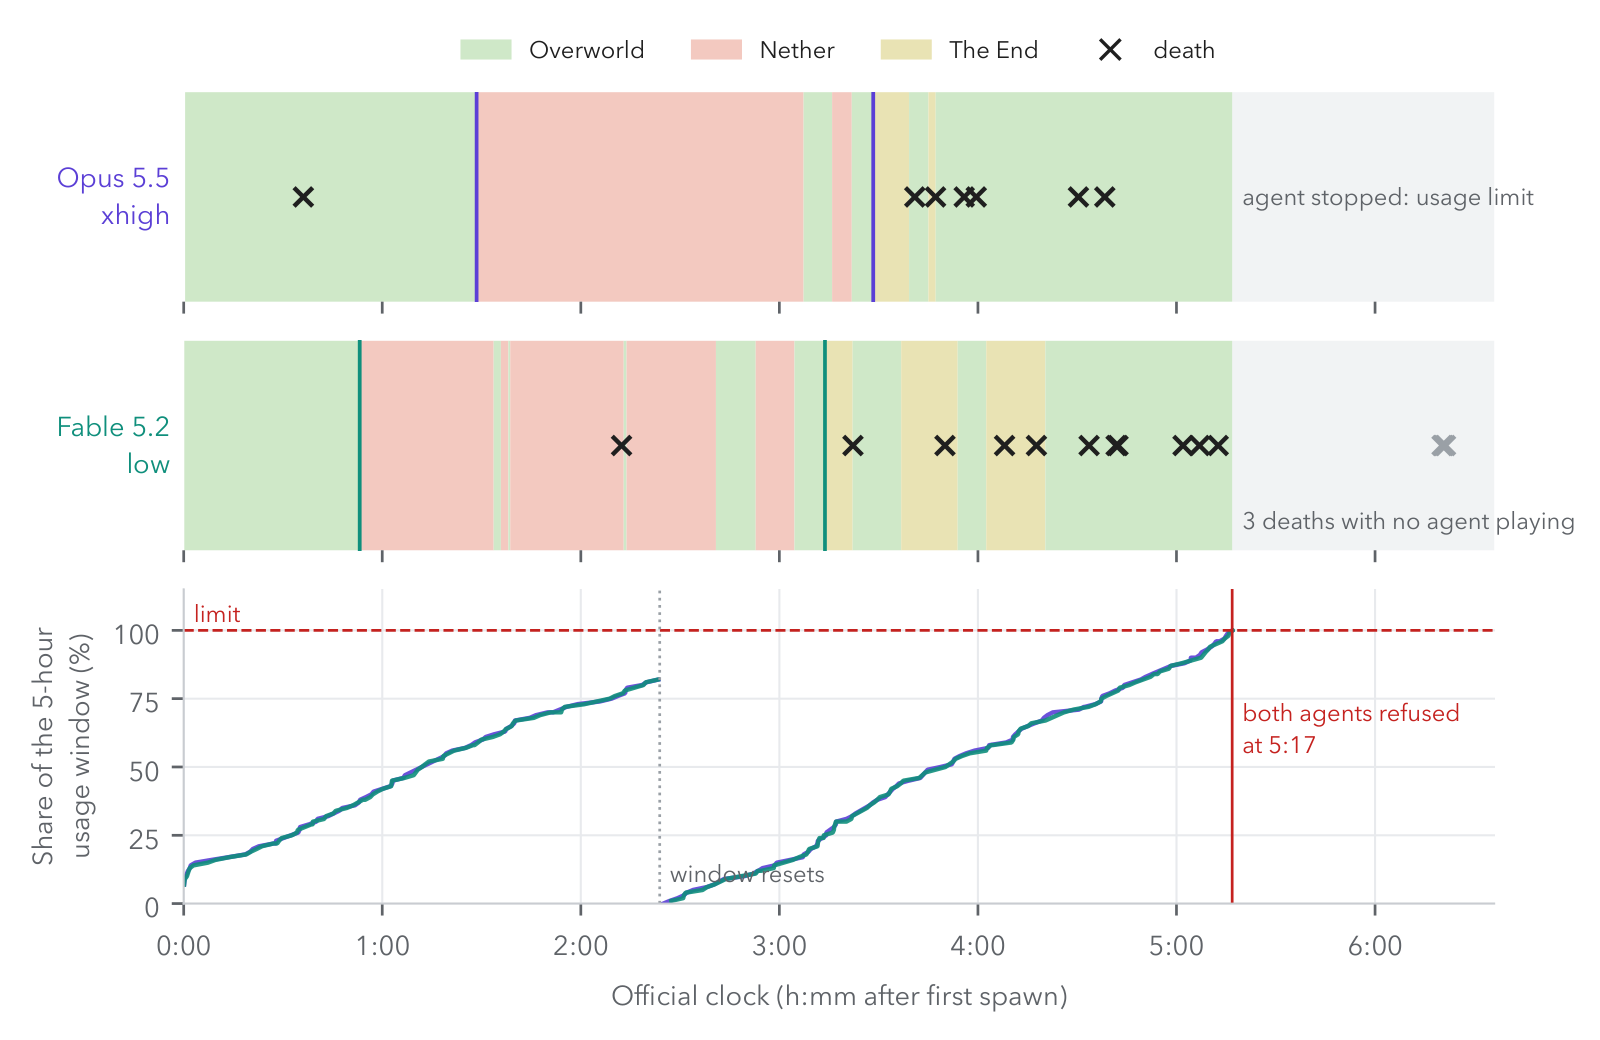 Overworld Nether The End death
Opus 5.5
xhigh
agent stopped: usage limit
Fable 5.2
low
3 deaths with no agent playing
Share of the 5-hour
usage window (%)
limit
100
75
50
25
0
both agents refused
at 5:17
window resets
0:00 1:00 2:00 3:00 4:00 5:00 6:00
Official clock (h:mm after first spawn)